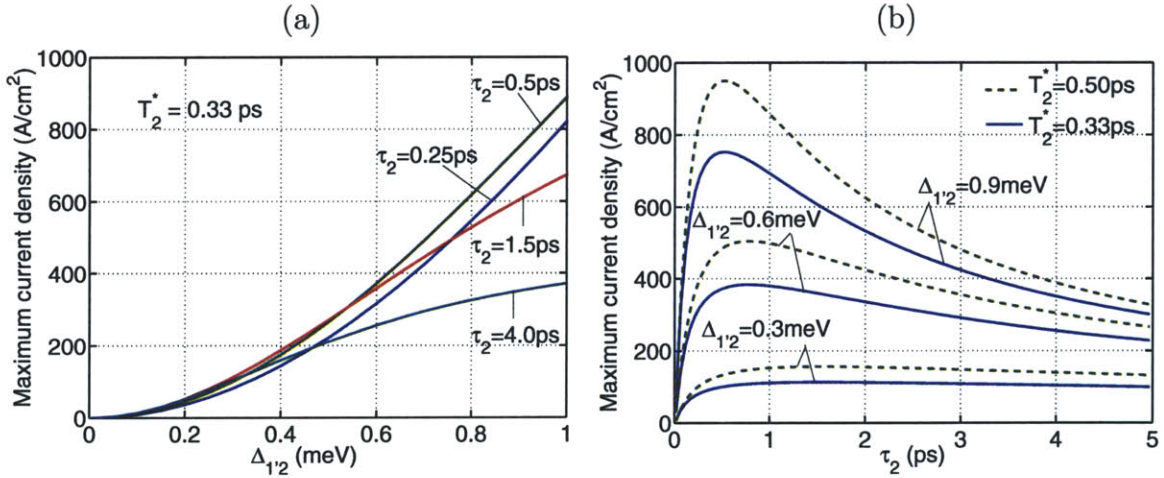 (a)
1000
800
600
400
200
0
Maximum current density (A/cm²)
T₂* = 0.33 ps
τ₂=0.5ps
τ₂=0.25ps
τ₂=1.5ps
τ₂=4.0ps
0 0.2 0.4 0.6 0.8 1
Δ₁'₂ (meV)
(b)
1000
800
600
400
200
0
Maximum current density (A/cm²)
T₂*=0.50ps
T₂*=0.33ps
Δ₁'₂=0.9meV
Δ₁'₂=0.6meV
Δ₁'₂=0.3meV
0 1 2 3 4 5
τ₂ (ps)